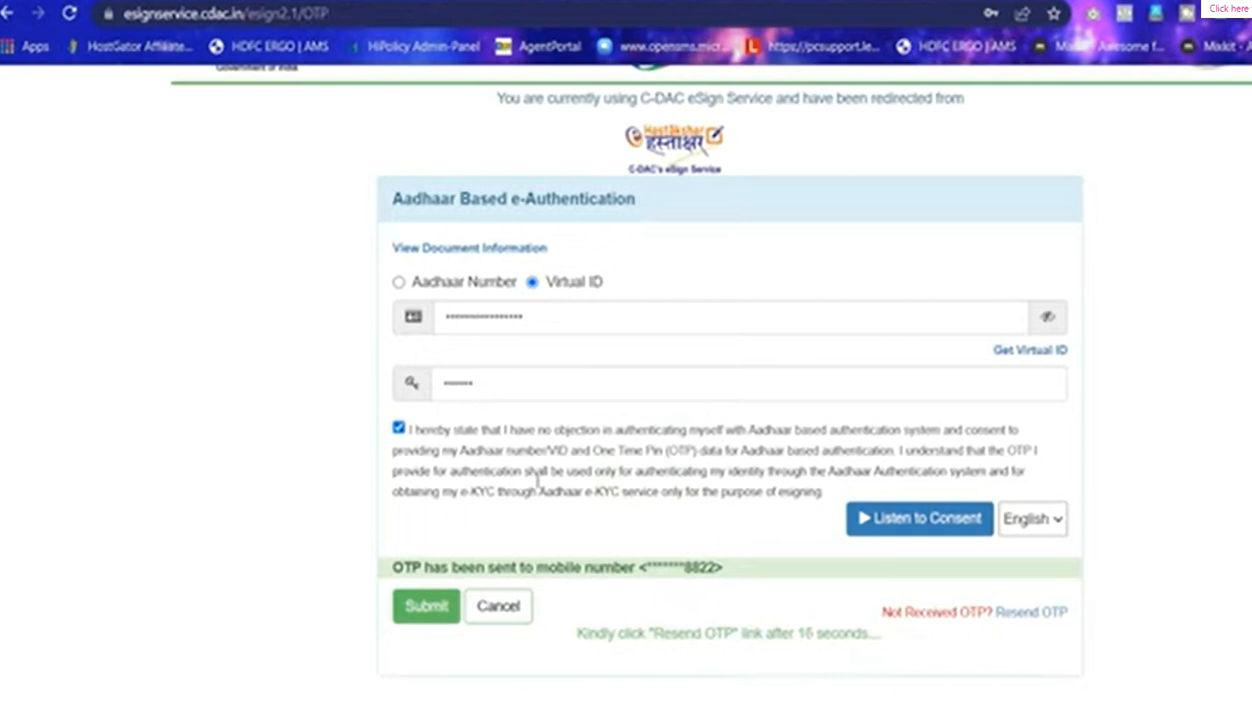 Click here
esignservice.cdac.in/esign2.1/OTP
Apps HostGator Affiliate... HDFC ERGO | AMS HiPolicy Admin-Panel AgentPortal https://pcsupport.le... HDFC ERGO | AMS Awesome f... Mixkit - A
Government of India
You are currently using C-DAC eSign Service and have been redirected from
Hastakshar
हस्ताक्षर
C-DAC's eSign Service
Aadhaar Based e-Authentication
View Document Information
Aadhaar Number Virtual ID
Get Virtual ID
I hereby state that I have no objection in authenticating myself with Aadhaar based authentication system and consent to
providing my Aadhaar number/VID and One Time Pin (OTP) data for Aadhaar based authentication. I understand that the OTP I
provide for authentication shall be used only for authenticating my identity through the Aadhaar Authentication system and for
obtaining my e-KYC through Aadhaar e-KYC service only for the purpose of esigning.
Listen to Consent English
OTP has been sent to mobile number <*******8822>
Submit Cancel
Not Received OTP? Resend OTP
Kindly click "Resend OTP" link after 16 seconds....